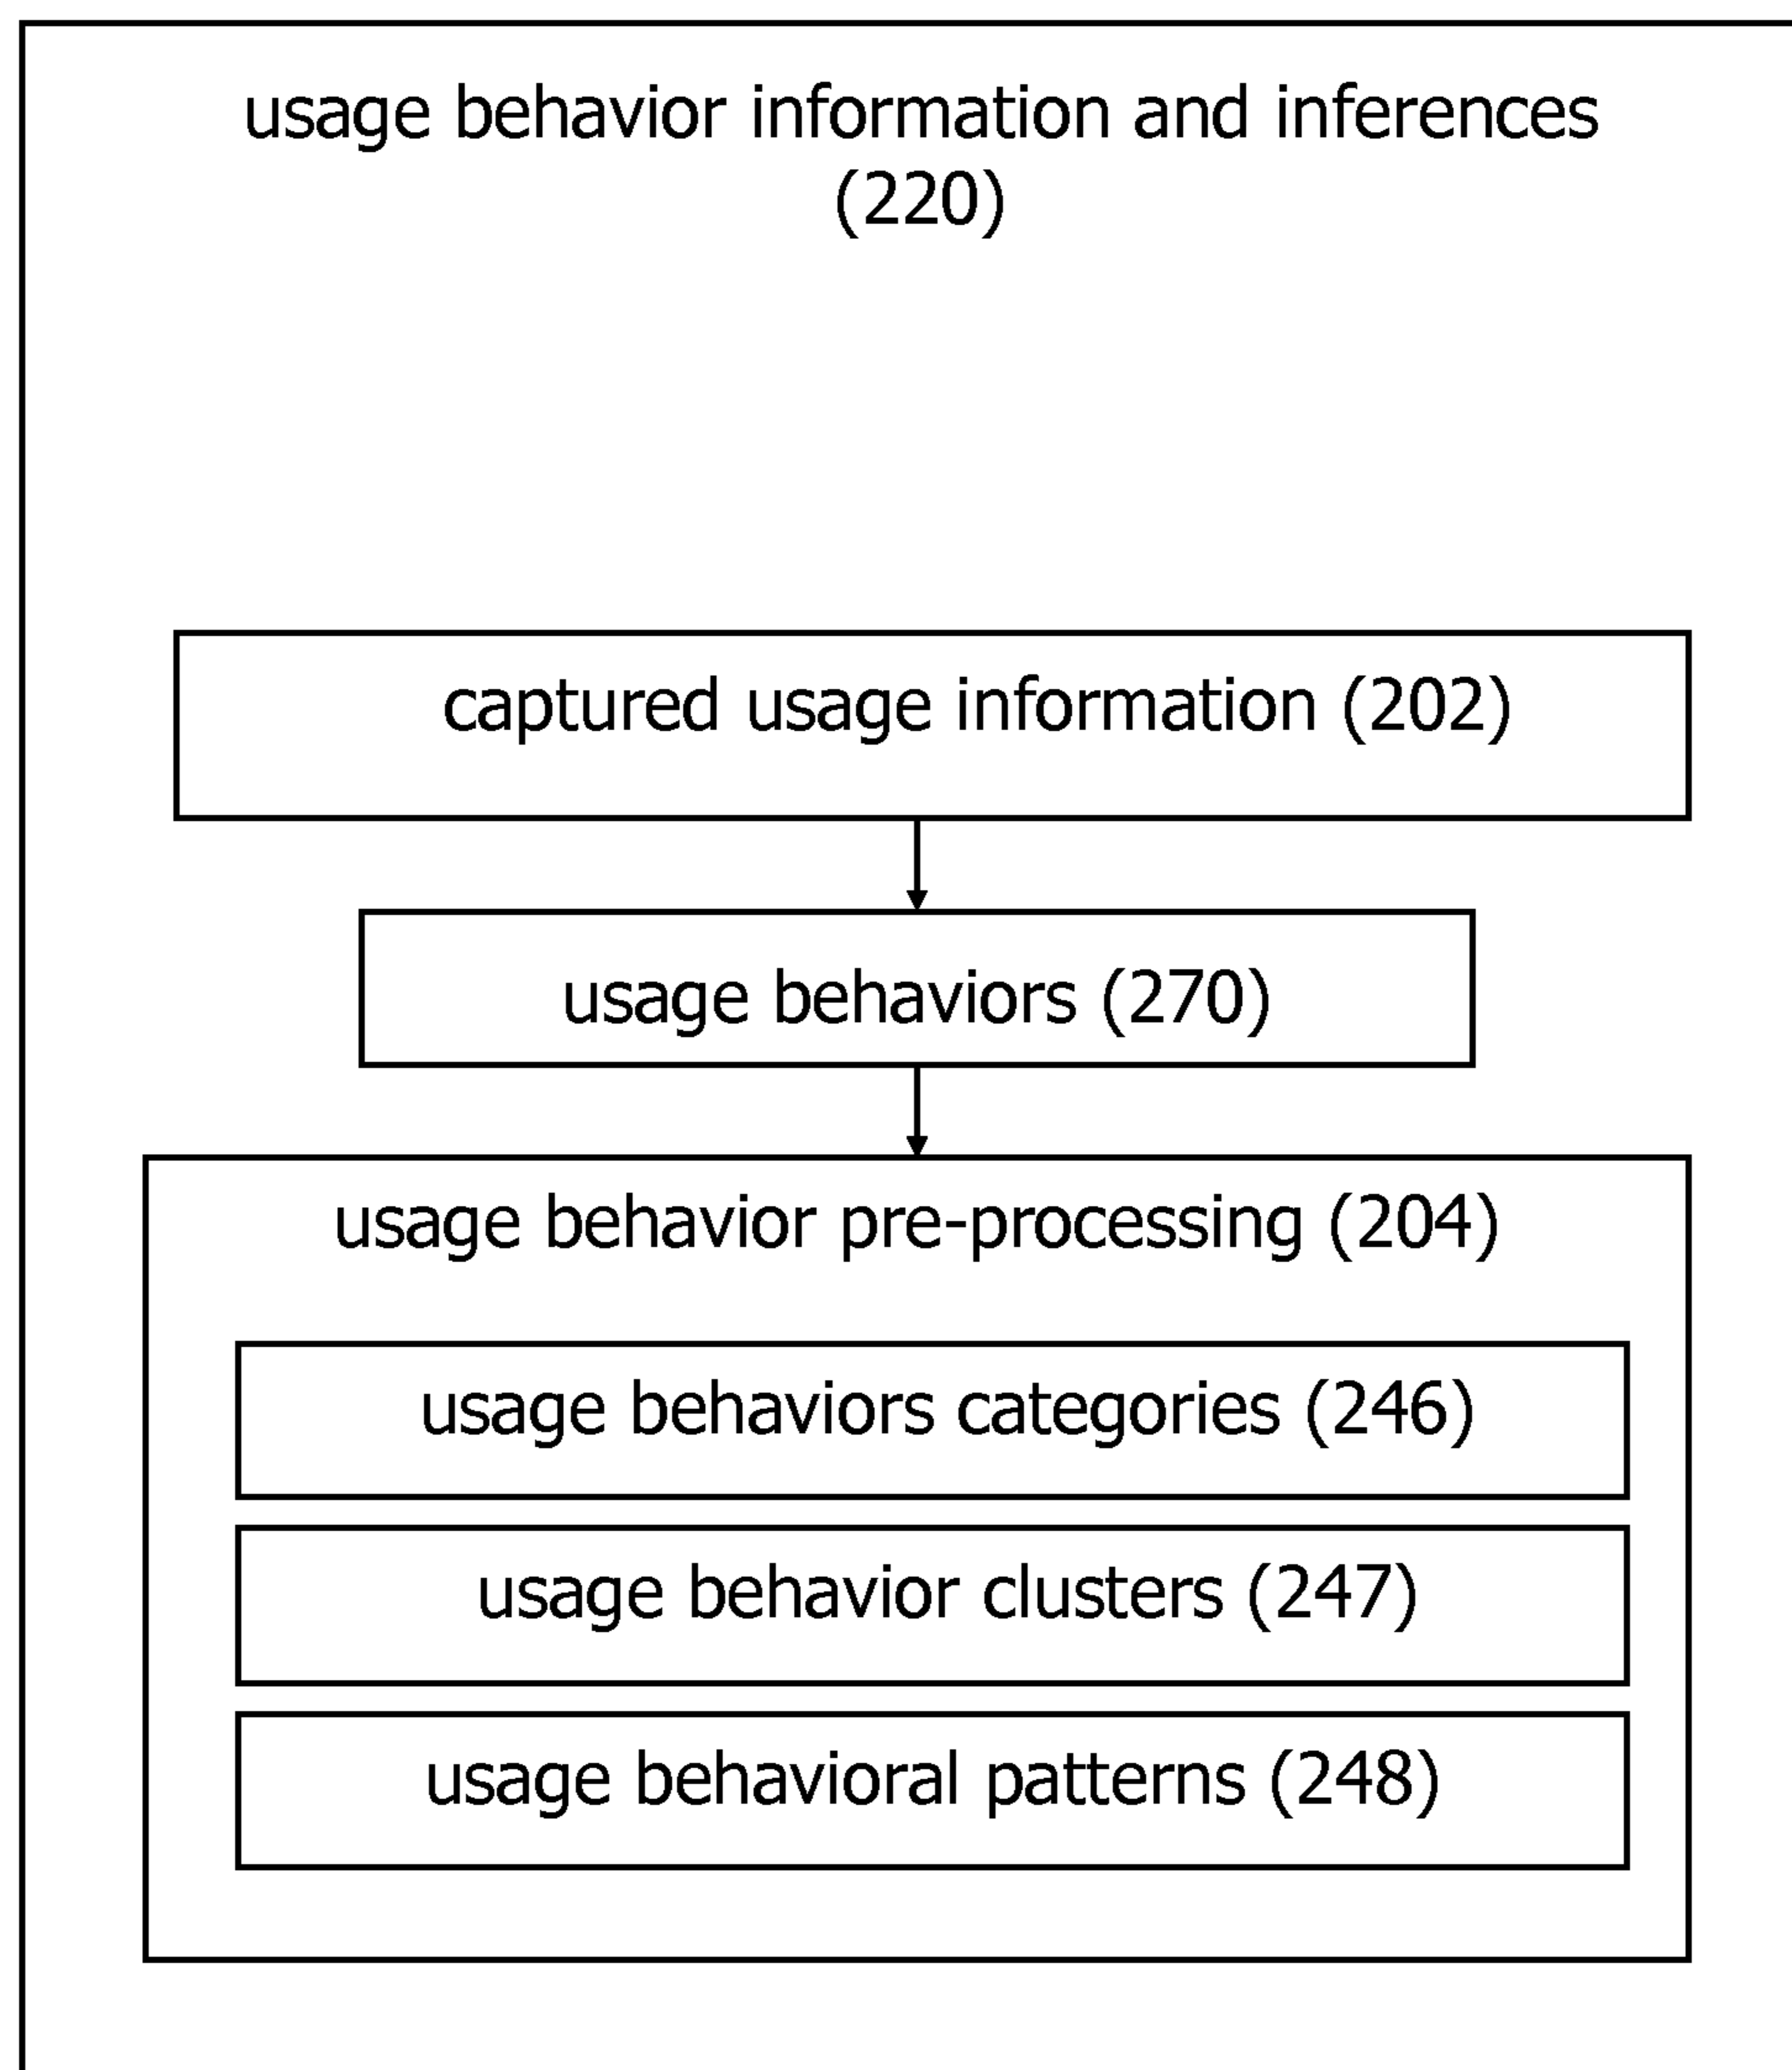 usage behavior information and inferences
(220)
captured usage information (202)
usage behaviors (270)
usage behavior pre-processing (204)
usage behaviors categories (246)
usage behavior clusters (247)
usage behavioral patterns (248)